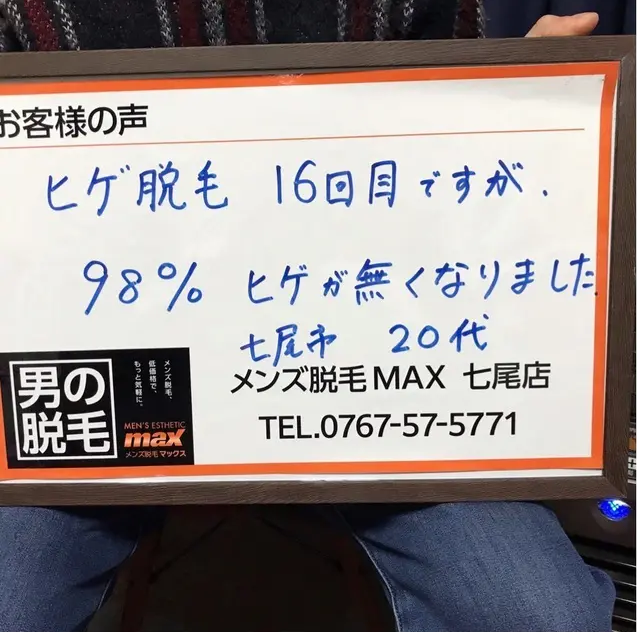 お客様の声
ヒゲ脱毛 16回目ですが、
98% ヒゲが無くなりました
七尾市 20代
メンズ脱毛MAX 七尾店
TEL.0767-57-5771
男の
脱毛
メンズ脱毛、
低価格で、
もっと気軽に。
MEN'S ESTHETIC
max
メンズ脱毛マックス